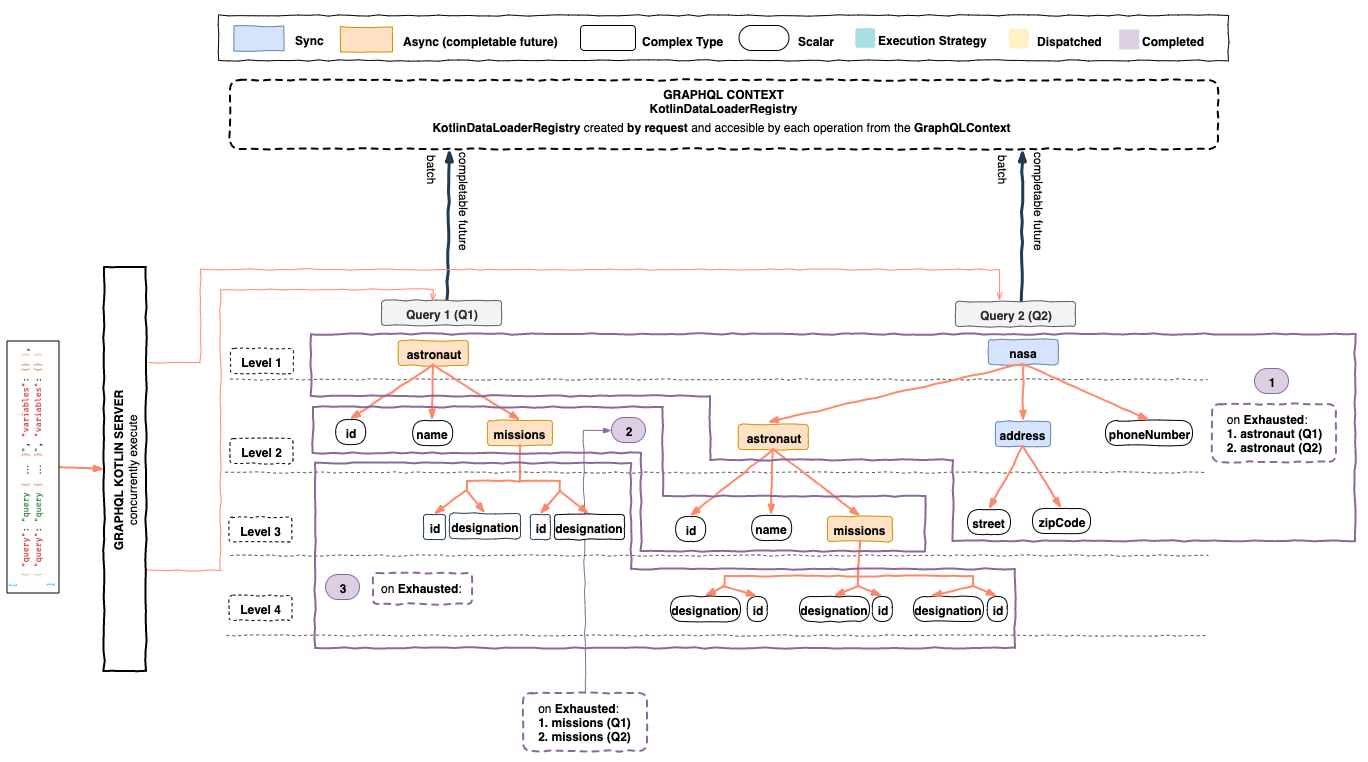 Sync
Async (completable future)
Complex Type
Scalar
Execution Strategy
Dispatched
Completed
GRAPHQL CONTEXT
KotlinDataLoaderRegistry
KotlinDataLoaderRegistry created by request and accesible by each operation from the GraphQLContext
batch
completable future
batch
completable future
Query 1 (Q1)
Query 2 (Q2)
[
{ "query": "query { ... }", "variables": {} },
{ "query": "query { ... }", "variables": {} }
]
GRAPHQL KOTLIN SERVER
concurrently execute
Level 1
astronaut
nasa
1
on Exhausted:
1. astronaut (Q1)
2. astronaut (Q2)
Level 2
id
name
missions
2
astronaut
address
phoneNumber
Level 3
id
designation
id
designation
id
name
missions
street
zipCode
Level 4
3
on Exhausted:
designation
id
designation
id
designation
id
on Exhausted:
1. missions (Q1)
2. missions (Q2)